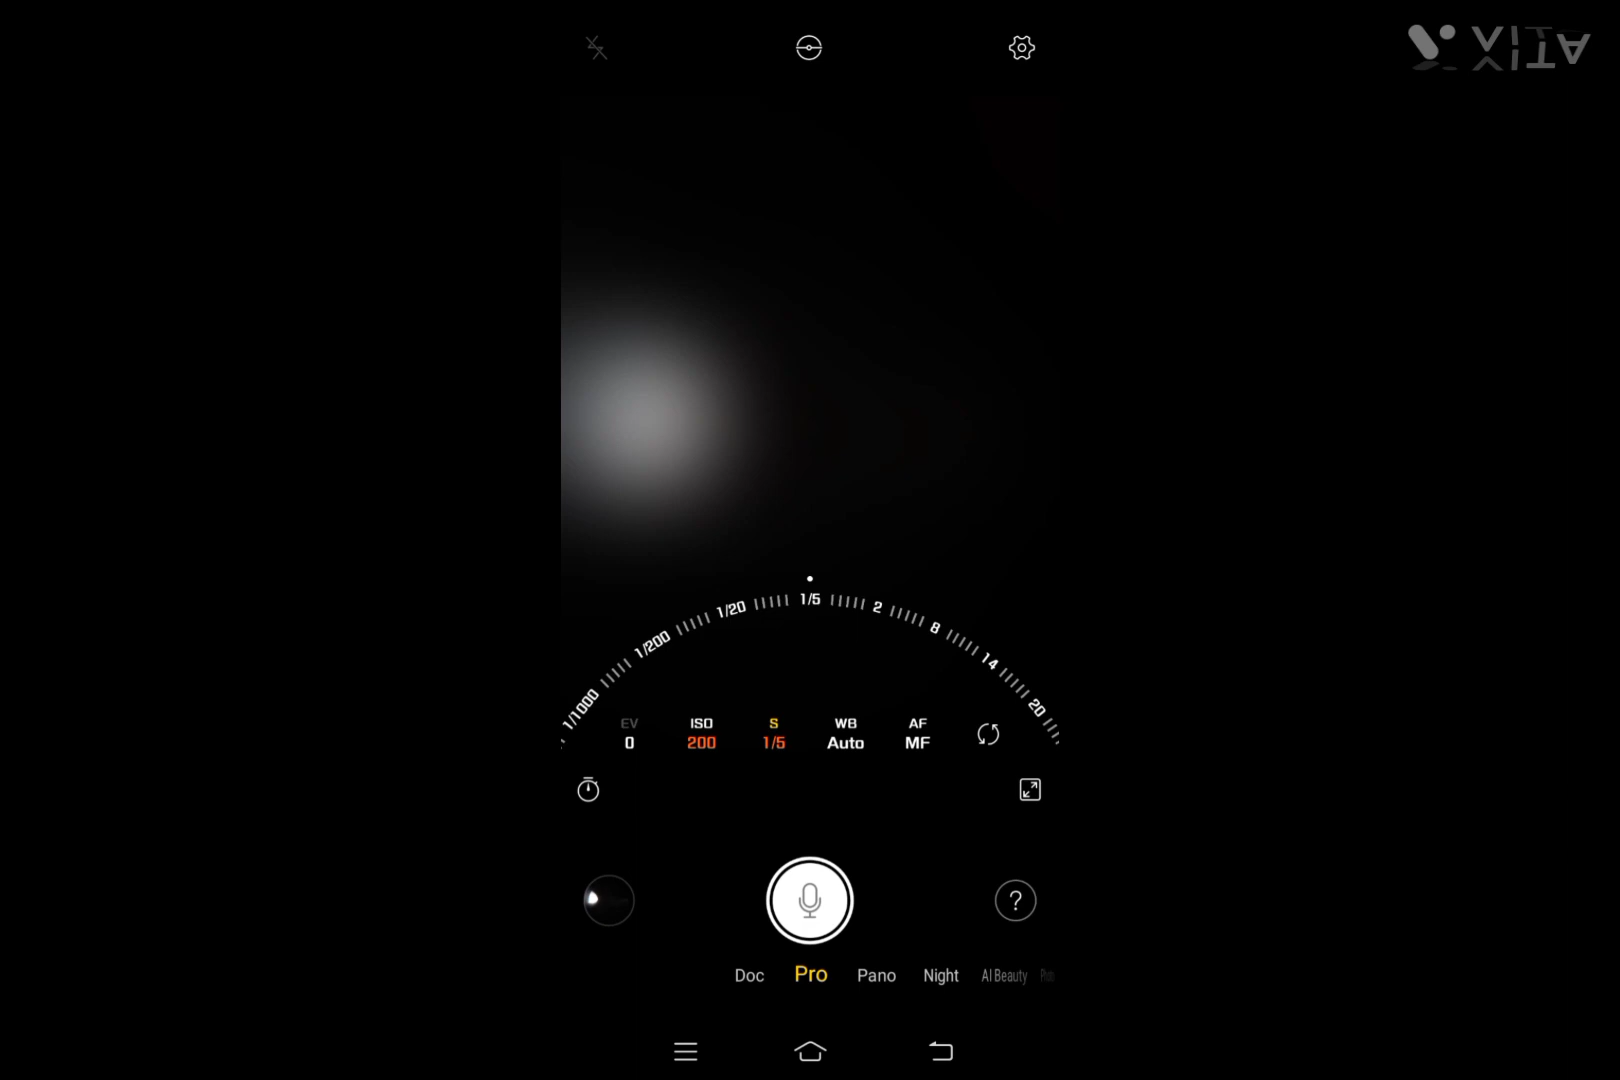 VITA
1/1000 1/200 1/20 1/5 2 8 14 20
EV ISO S WB AF
0 200 1/5 Auto MF
?
Doc Pro Pano Night AI Beauty